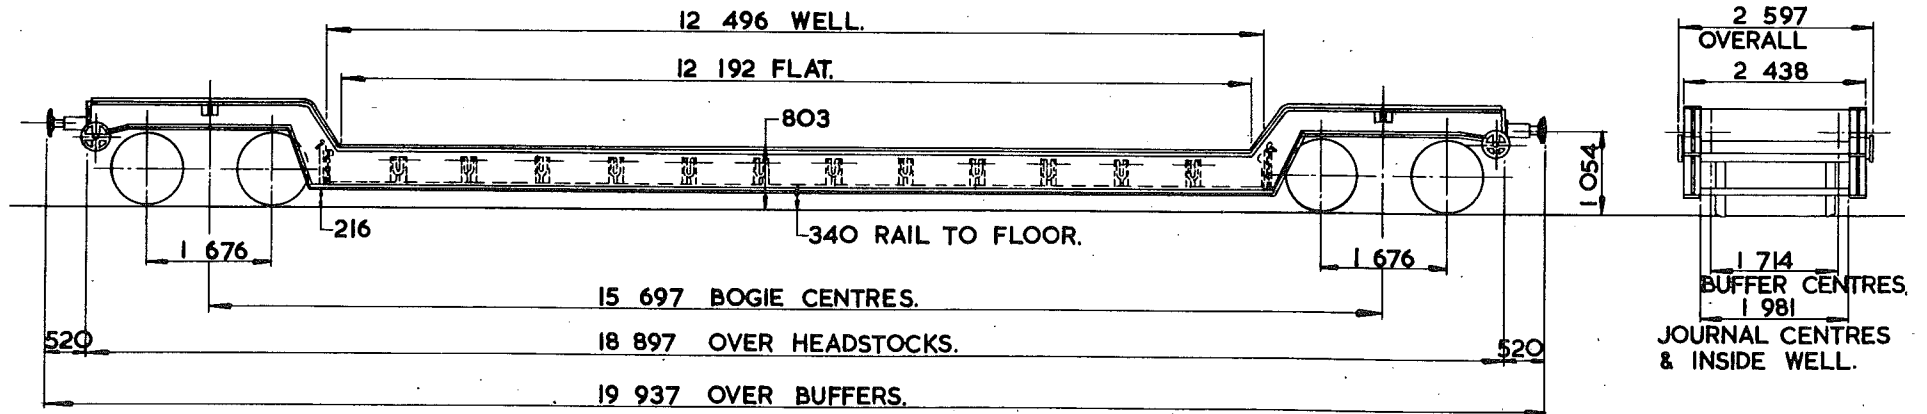 12 496 WELL.
2 597
OVERALL
12 192 FLAT.
2 438
803
1 054
216
340 RAIL TO FLOOR.
1 676
1 676
1 714
BUFFER CENTRES.
15 697 BOGIE CENTRES.
1 981
JOURNAL CENTRES
& INSIDE WELL.
520
18 897 OVER HEADSTOCKS.
520
19 937 OVER BUFFERS.